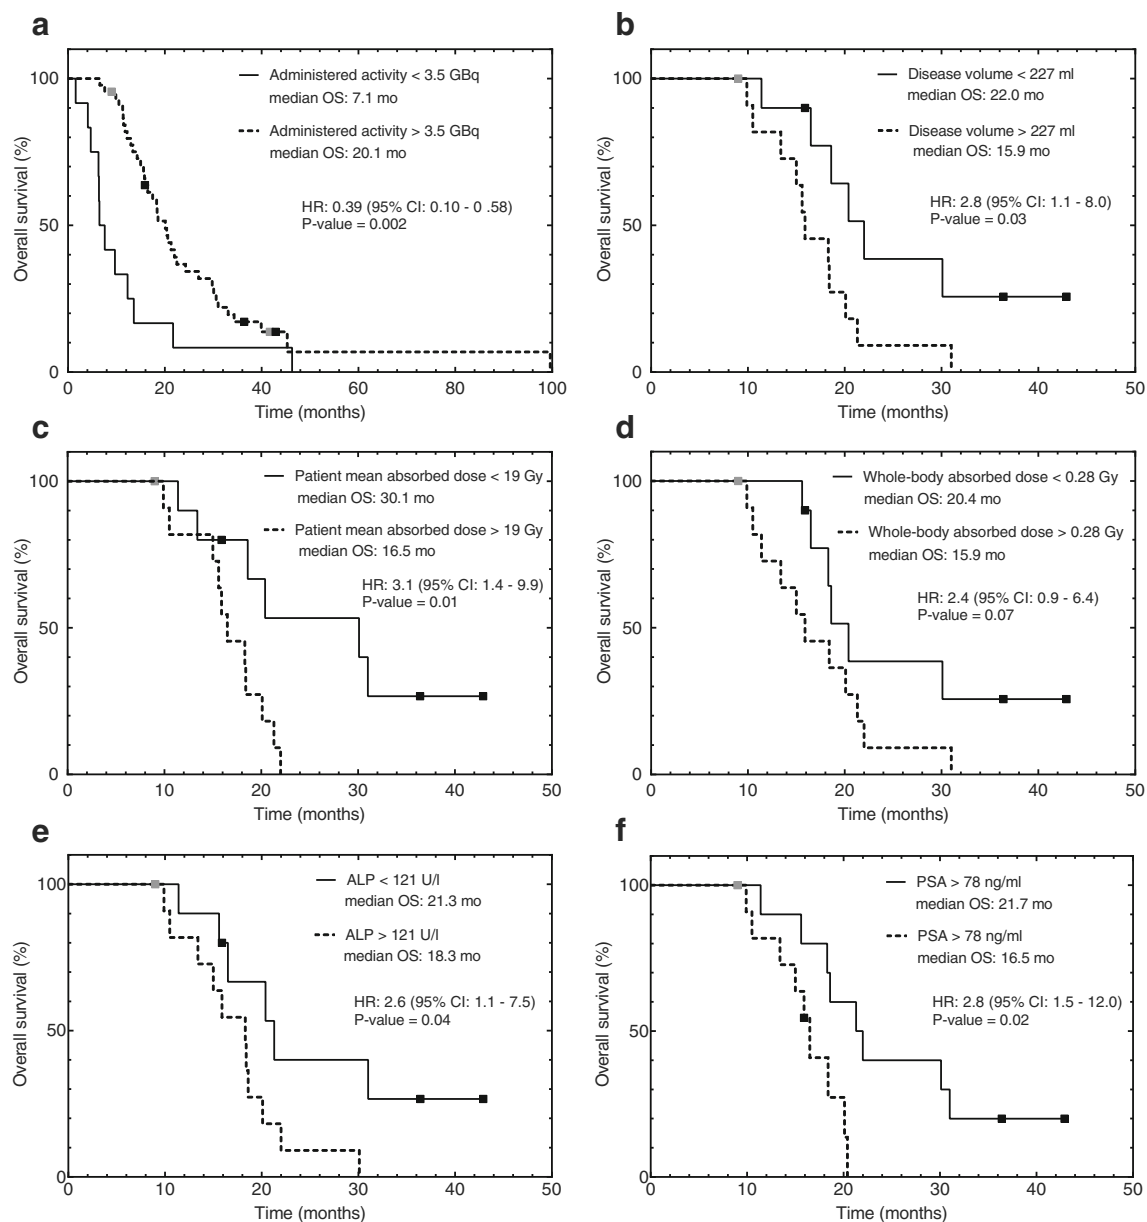 a
Overall survival (%)
100
50
0
Administered activity < 3.5 GBq
median OS: 7.1 mo
Administered activity > 3.5 GBq
median OS: 20.1 mo
HR: 0.39 (95% CI: 0.10 - 0 .58)
P-value = 0.002
0 20 40 60 80 100
Time (months)
b
Overall survival (%)
100
50
0
Disease volume < 227 ml
median OS: 22.0 mo
Disease volume > 227 ml
median OS: 15.9 mo
HR: 2.8 (95% CI: 1.1 - 8.0)
P-value = 0.03
0 10 20 30 40 50
Time (months)
c
Overall survival (%)
100
50
0
Patient mean absorbed dose < 19 Gy
median OS: 30.1 mo
Patient mean absorbed dose > 19 Gy
median OS: 16.5 mo
HR: 3.1 (95% CI: 1.4 - 9.9)
P-value = 0.01
0 10 20 30 40 50
Time (months)
d
Overall survival (%)
100
50
0
Whole-body absorbed dose < 0.28 Gy
median OS: 20.4 mo
Whole-body absorbed dose > 0.28 Gy
median OS: 15.9 mo
HR: 2.4 (95% CI: 0.9 - 6.4)
P-value = 0.07
0 10 20 30 40 50
Time (months)
e
Overall survival (%)
100
50
0
ALP < 121 U/l
median OS: 21.3 mo
ALP > 121 U/l
median OS: 18.3 mo
HR: 2.6 (95% CI: 1.1 - 7.5)
P-value = 0.04
0 10 20 30 40 50
Time (months)
f
Overall survival (%)
100
50
0
PSA > 78 ng/ml
median OS: 21.7 mo
PSA > 78 ng/ml
median OS: 16.5 mo
HR: 2.8 (95% CI: 1.5 - 12.0)
P-value = 0.02
0 10 20 30 40 50
Time (months)